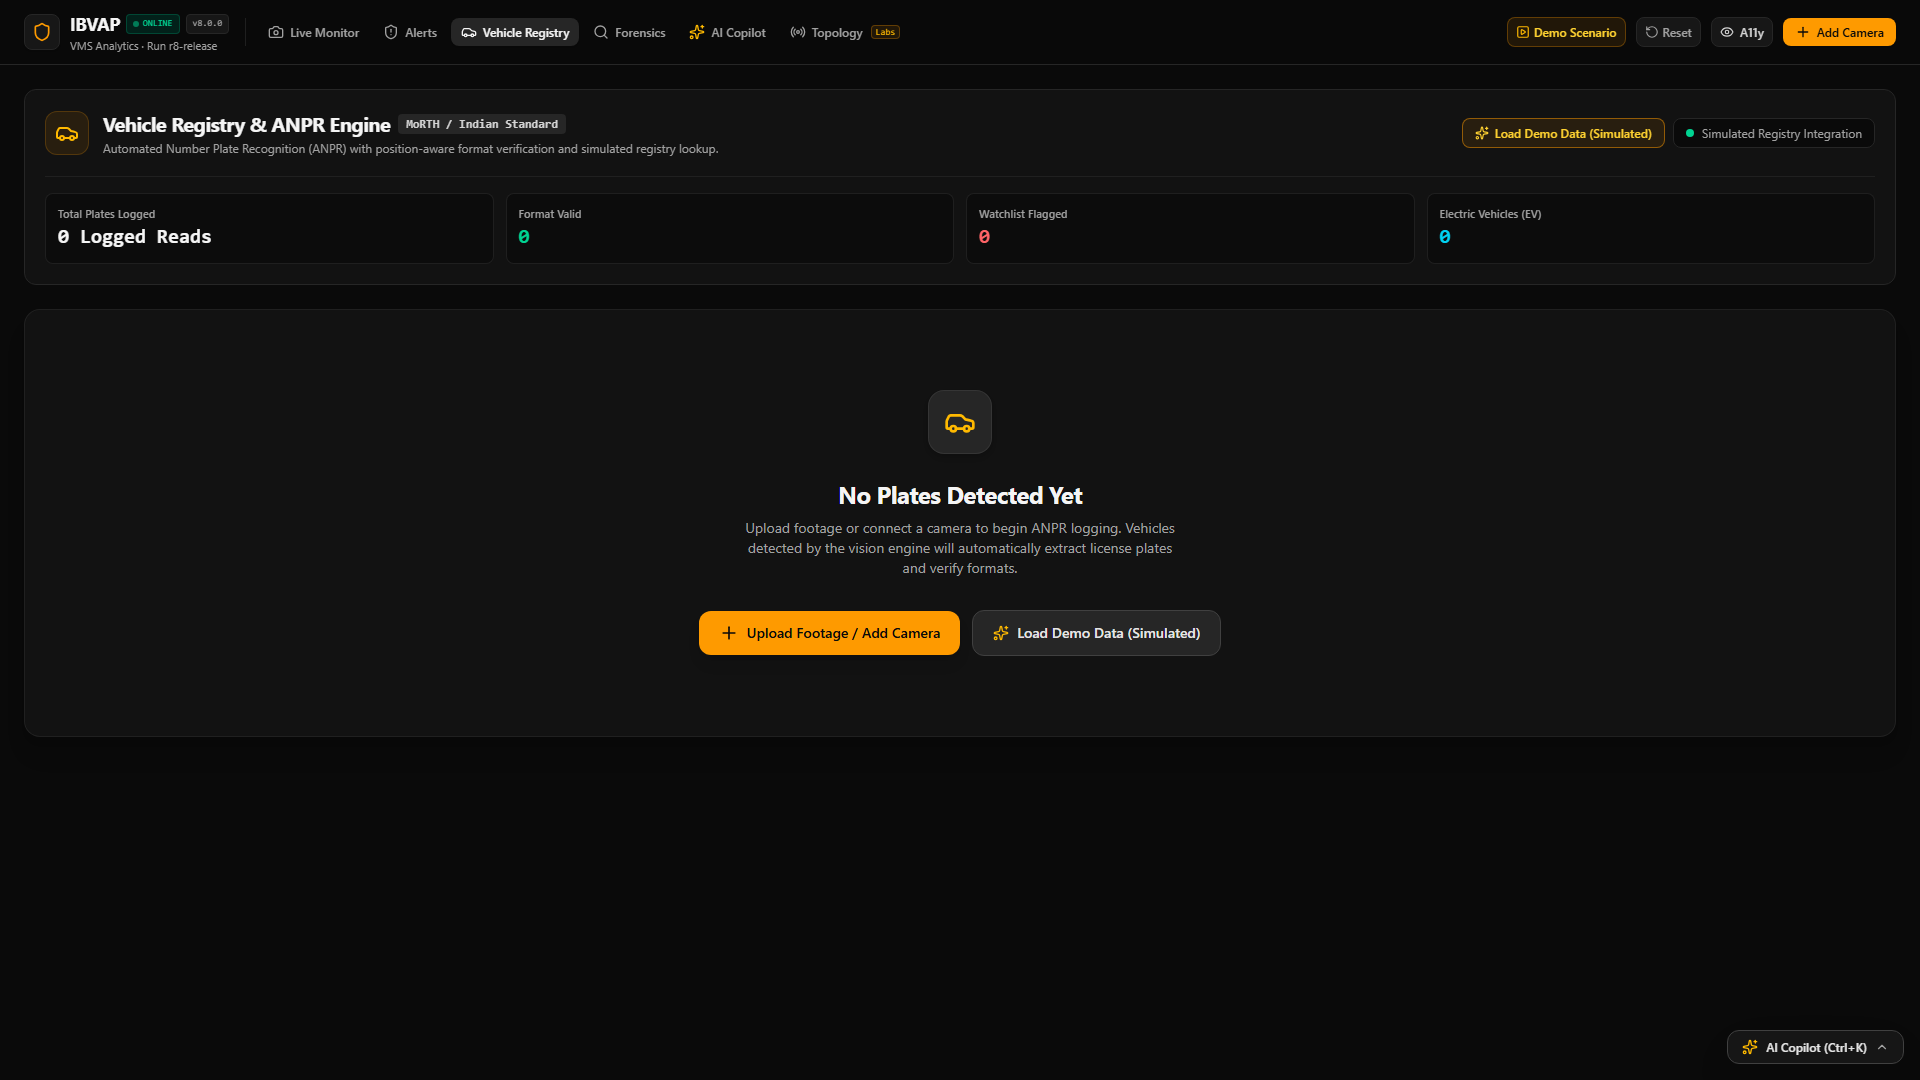 IBVAP
ONLINE
v8.0.0
VMS Analytics · Run r8-release
Live Monitor
Alerts
Vehicle Registry
Forensics
AI Copilot
Topology
Labs
Demo Scenario
Reset
A11y
Add Camera
Vehicle Registry & ANPR Engine
MoRTH / Indian Standard
Automated Number Plate Recognition (ANPR) with position-aware format verification and simulated registry lookup.
Load Demo Data (Simulated)
Simulated Registry Integration
Total Plates Logged
0 Logged Reads
Format Valid
0
Watchlist Flagged
0
Electric Vehicles (EV)
0
No Plates Detected Yet
Upload footage or connect a camera to begin ANPR logging. Vehicles
detected by the vision engine will automatically extract license plates
and verify formats.
Upload Footage / Add Camera
Load Demo Data (Simulated)
AI Copilot (Ctrl+K)